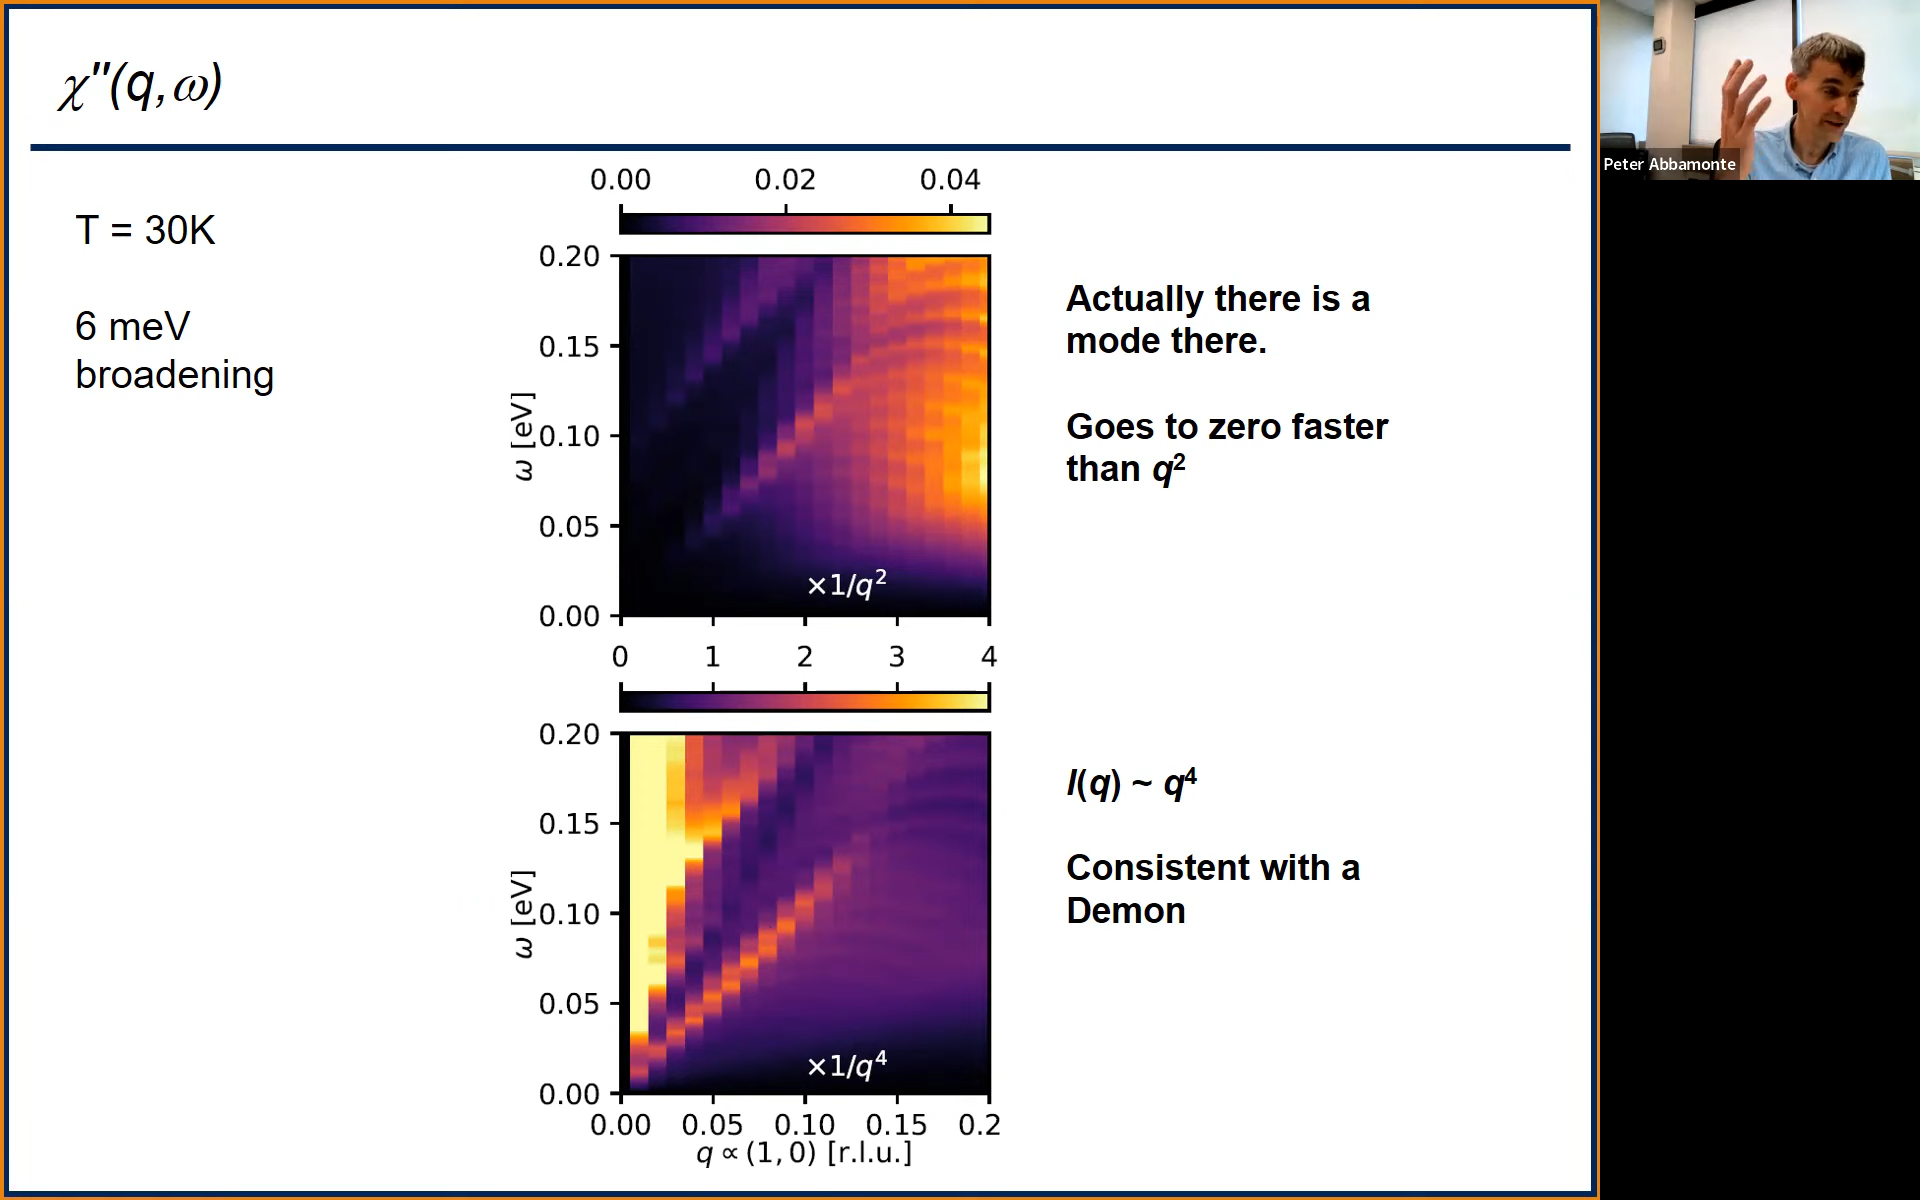 χ″(q,ω)
Peter Abbamonte
T = 30K
6 meV
broadening
0.00 0.02 0.04
0.20
0.15
0.10
0.05
0.00
ω [eV]
×1/q²
Actually there is a
mode there.
Goes to zero faster
than q²
0 1 2 3 4
0.20
0.15
0.10
0.05
0.00
ω [eV]
×1/q⁴
0.00 0.05 0.10 0.15 0.2
q ∝ (1, 0) [r.l.u.]
I(q) ~ q⁴
Consistent with a
Demon